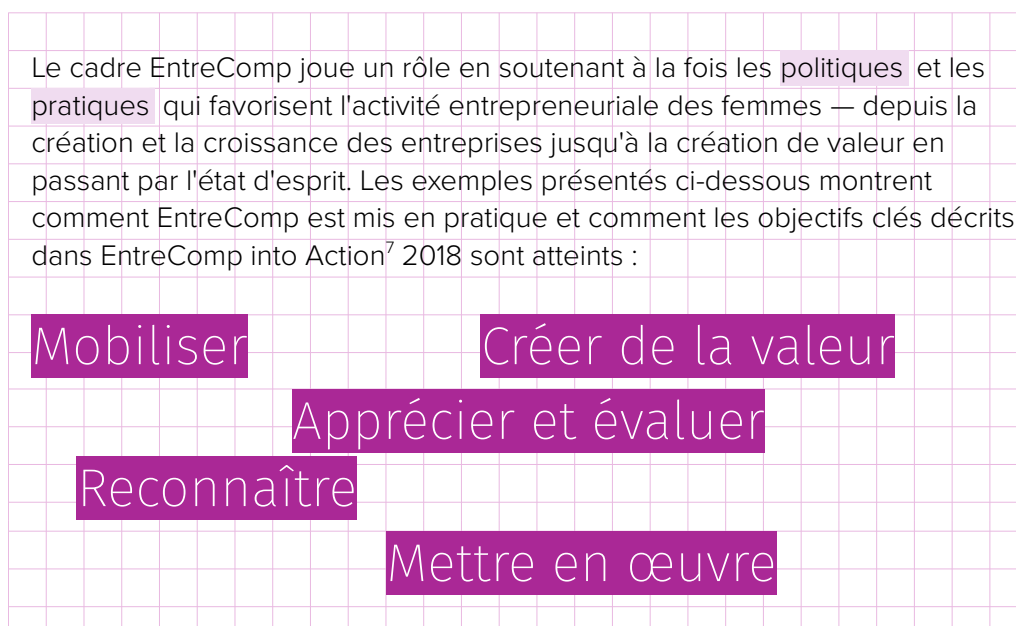 Le cadre EntreComp joue un rôle en soutenant à la fois les politiques et les
pratiques qui favorisent l'activité entrepreneuriale des femmes — depuis la
création et la croissance des entreprises jusqu'à la création de valeur en
passant par l'état d'esprit. Les exemples présentés ci-dessous montrent
comment EntreComp est mis en pratique et comment les objectifs clés décrits
dans EntreComp into Action⁷ 2018 sont atteints :
Mobiliser
Créer de la valeur
Apprécier et évaluer
Reconnaître
Mettre en œuvre